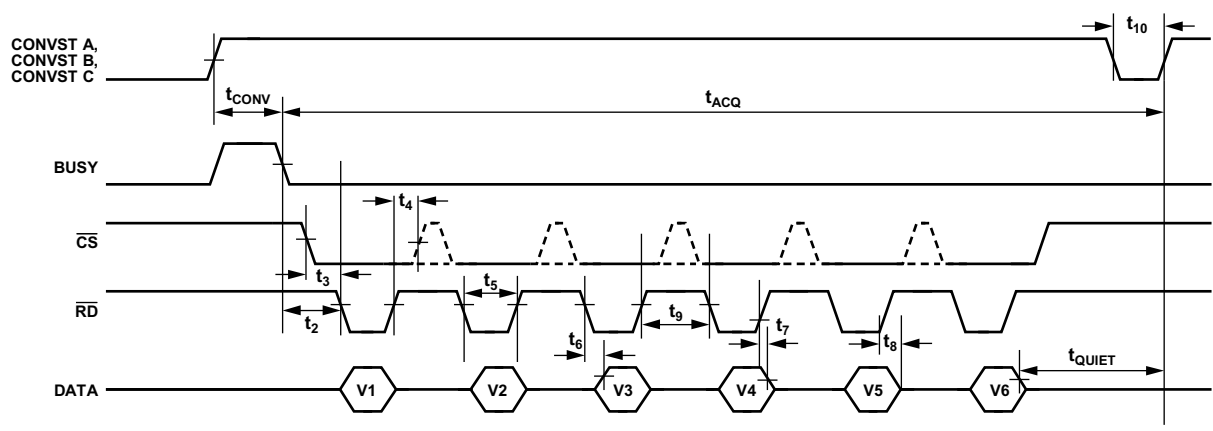 CONVST A,
CONVST B,
CONVST C
t10
tCONV
tACQ
BUSY
t4
CS
t3
t5
RD
t2
t9
t7
t6
t8
tQUIET
DATA
V1
V2
V3
V4
V5
V6